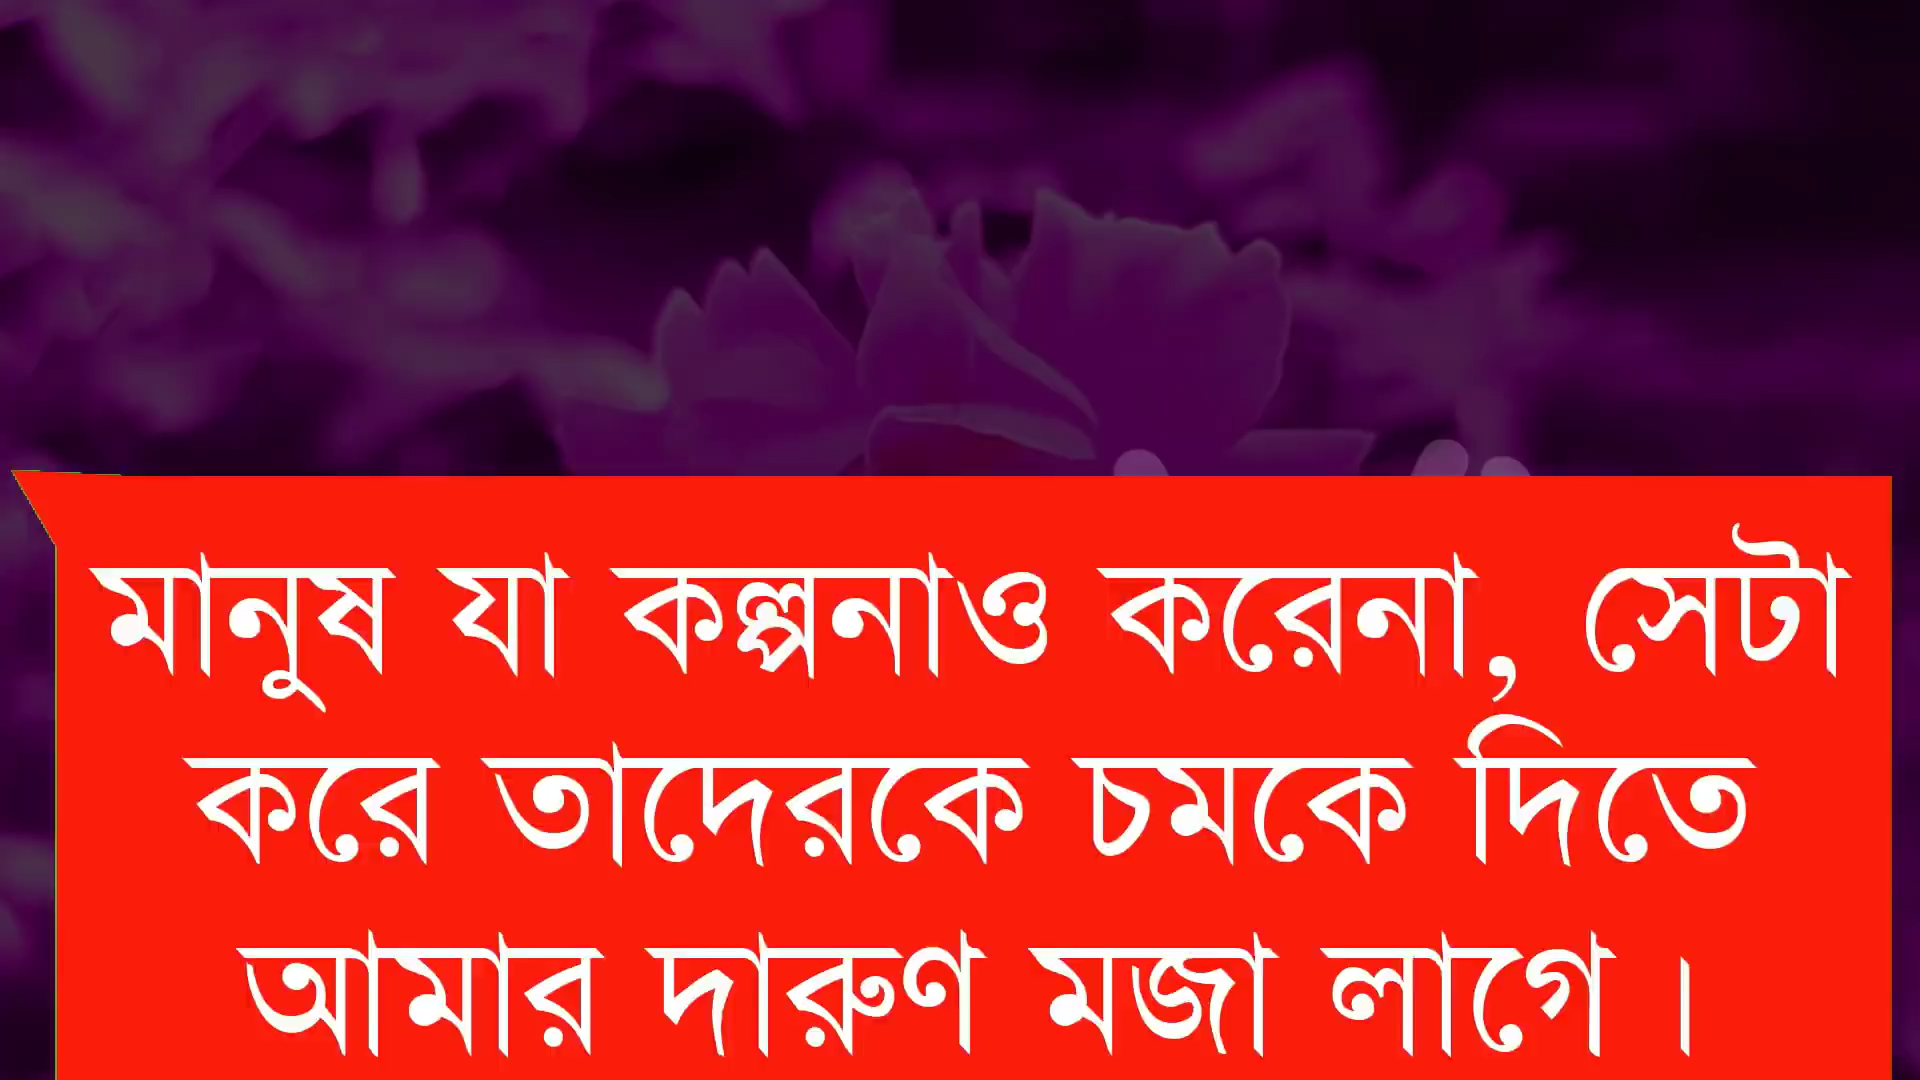 মানুষ যা কল্পনাও করেনা, সেটা
করে তাদেরকে চমকে দিতে
আমার দারুণ মজা লাগে ।